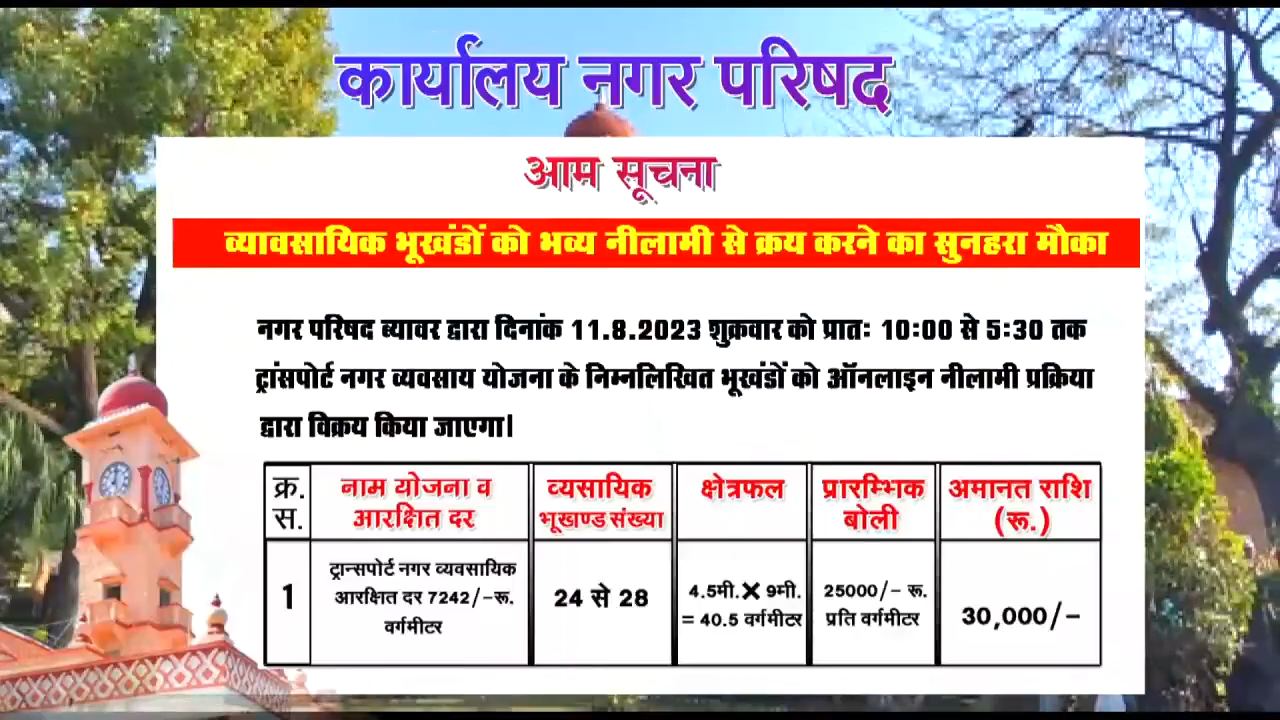 कार्यालय नगर परिषद
आम सूचना
व्यावसायिक भूखंडों को भव्य नीलामी से क्रय करने का सुनहरा मौका
नगर परिषद ब्यावर द्वारा दिनांक 11.8.2023 शुक्रवार को प्रातः 10:00 से 5:30 तक
ट्रांसपोर्ट नगर व्यवसाय योजना के निम्नलिखित भूखंडों को ऑनलाइन नीलामी प्रक्रिया
द्वारा विक्रय किया जाएगा।
क्र. स. नाम योजना व आरक्षित दर व्यसायिक भूखाण्ड संख्या क्षेत्रफल प्रारम्भिक बोली अमानत राशि (रू.)
1 ट्रान्सपोर्ट नगर व्यवसायिक आरक्षित दर 7242/-रू. वर्गमीटर 24 से 28 4.5मी.✖ 9मी. = 40.5 वर्गमीटर 25000/- रू. प्रति वर्गमीटर 30,000/-